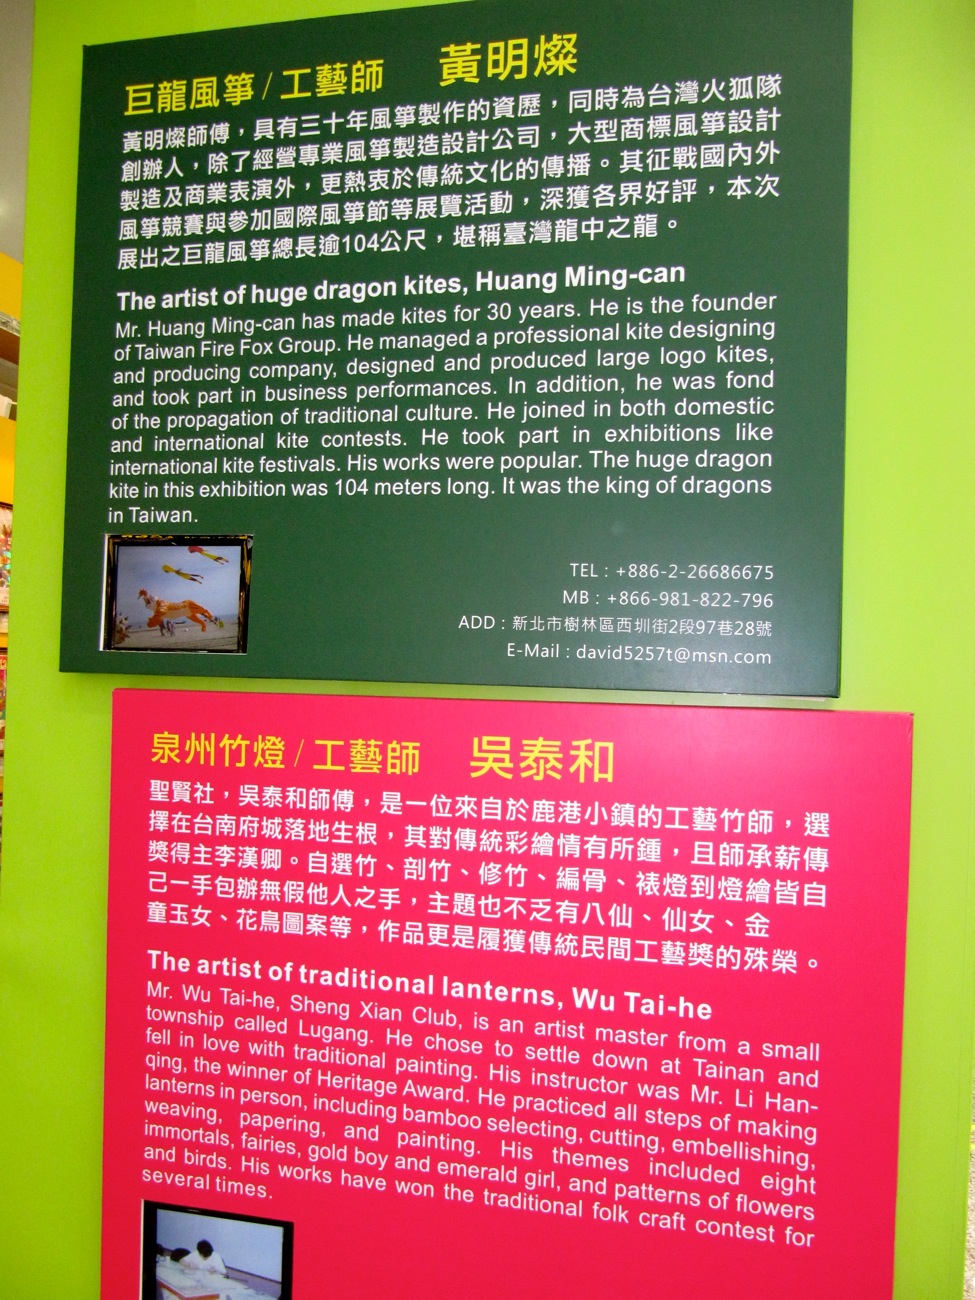 巨龍風箏/工藝師 黃明燦
黃明燦師傅，具有三十年風箏製作的資歷，同時為台灣火狐隊
創辦人，除了經營專業風箏製造設計公司，大型商標風箏設計
製造及商業表演外，更熱衷於傳統文化的傳播。其征戰國內外
風箏競賽與參加國際風箏節等展覽活動，深獲各界好評，本次
展出之巨龍風箏總長逾104公尺，堪稱臺灣龍中之龍。
The artist of huge dragon kites, Huang Ming-can
Mr. Huang Ming-can has made kites for 30 years. He is the founder
of Taiwan Fire Fox Group. He managed a professional kite designing
and producing company, designed and produced large logo kites,
and took part in business performances. In addition, he was fond
of the propagation of traditional culture. He joined in both domestic
and international kite contests. He took part in exhibitions like
international kite festivals. His works were popular. The huge dragon
kite in this exhibition was 104 meters long. It was the king of dragons
in Taiwan.
TEL : +886-2-26686675
MB : +866-981-822-796
ADD : 新北市樹林區西圳街2段97巷28號
E-Mail : david5257t@msn.com
泉州竹燈/工藝師 吳泰和
聖賢社，吳泰和師傅，是一位來自於鹿港小鎮的工藝竹師，選
擇在台南府城落地生根，其對傳統彩繪情有所鍾，且師承薪傳
獎得主李漢卿。自選竹、剖竹、修竹、編骨、裱燈到燈繪皆自
己一手包辦無假他人之手，主題也不乏有八仙、仙女、金
童玉女、花鳥圖案等，作品更是履獲傳統民間工藝獎的殊榮。
The artist of traditional lanterns, Wu Tai-he
Mr. Wu Tai-he, Sheng Xian Club, is an artist master from a small
township called Lugang. He chose to settle down at Tainan and
fell in love with traditional painting. His instructor was Mr. Li Han-
qing, the winner of Heritage Award. He practiced all steps of making
lanterns in person, including bamboo selecting, cutting, embellishing,
weaving, papering, and painting. His themes included eight
immortals, fairies, gold boy and emerald girl, and patterns of flowers
and birds. His works have won the traditional folk craft contest for
several times.